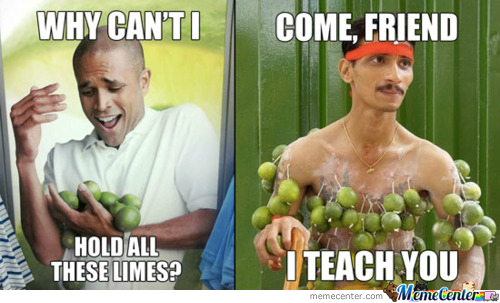 WHY CAN'T I
HOLD ALL
THESE LIMES?
COME, FRIEND
I TEACH YOU
memecenter.com
MemeCenter